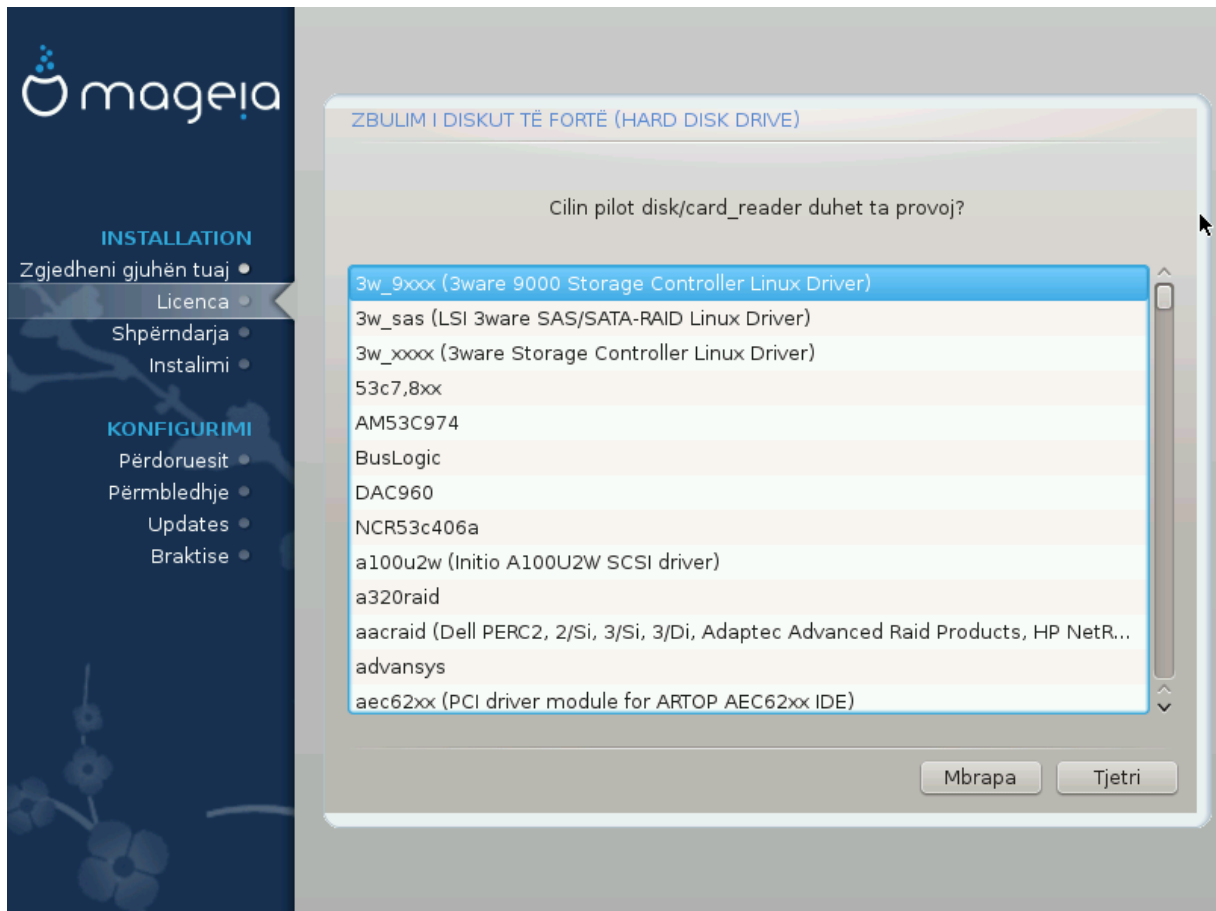 mageia
INSTALLATION
Zgjedheni gjuhën tuaj
Licenca
Shpërndarja
Instalimi
KONFIGURIMI
Përdoruesit
Përmbledhje
Updates
Braktise
ZBULIM I DISKUT TË FORTË (HARD DISK DRIVE)
Cilin pilot disk/card_reader duhet ta provoj?
3w_9xxx (3ware 9000 Storage Controller Linux Driver)
3w_sas (LSI 3ware SAS/SATA-RAID Linux Driver)
3w_xxxx (3ware Storage Controller Linux Driver)
53c7,8xx
AM53C974
BusLogic
DAC960
NCR53c406a
a100u2w (Initio A100U2W SCSI driver)
a320raid
aacraid (Dell PERC2, 2/Si, 3/Si, 3/Di, Adaptec Advanced Raid Products, HP NetR...
advansys
aec62xx (PCI driver module for ARTOP AEC62xx IDE)
Mbrapa
Tjetri